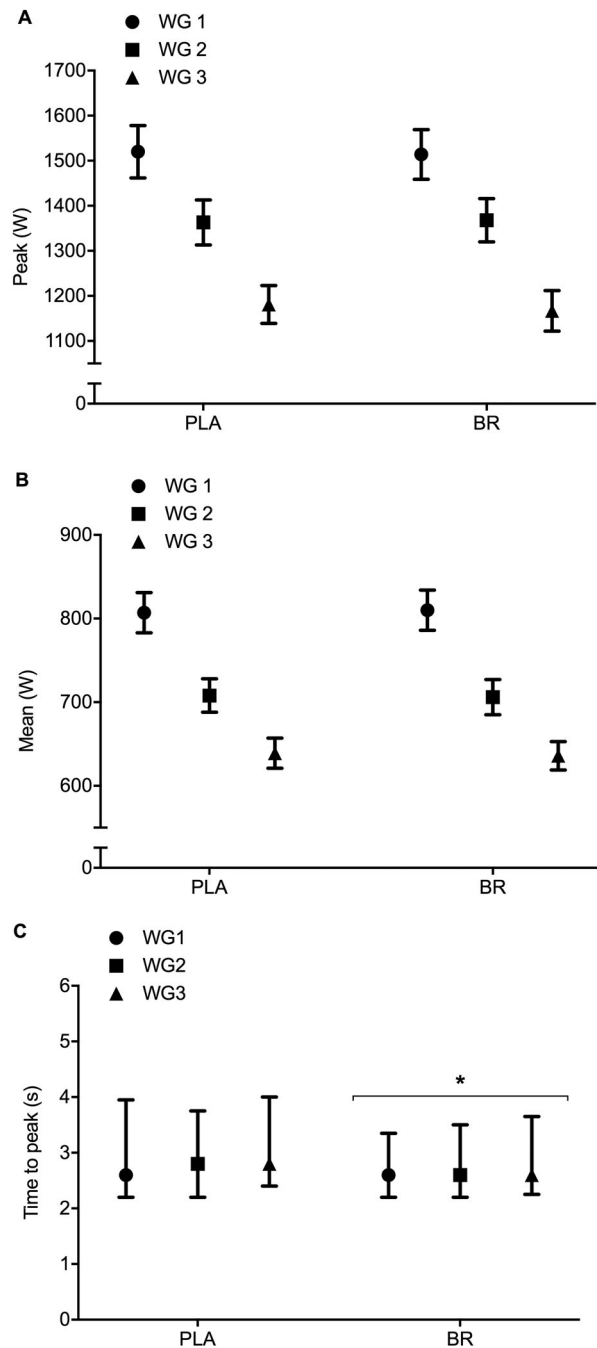 A
WG 1
WG 2
WG 3
1700
1600
1500
1400
1300
1200
1100
0
Peak (W)
PLA BR
B
WG 1
WG 2
WG 3
900
800
700
600
0
Mean (W)
PLA BR
C
WG1
WG2
WG3
6
5
4
3
2
1
0
Time to peak (s)
*
PLA BR